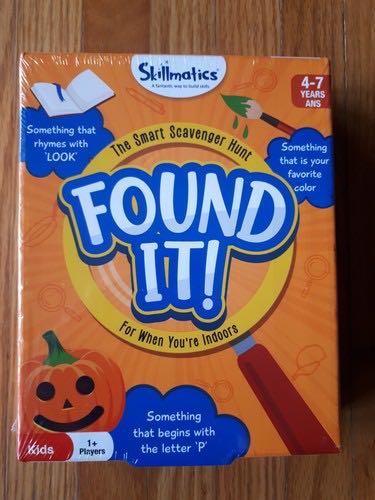 Skillmatics®
A fantastic way to build skills
4-7
YEARS
ANS
The Smart Scavenger Hunt
Something that
rhymes with
'LOOK'
Something
that is your
favorite
color
FOUND
IT!
For When You're Indoors
Something
that begins with
the letter 'P'
Kids
1+
Players